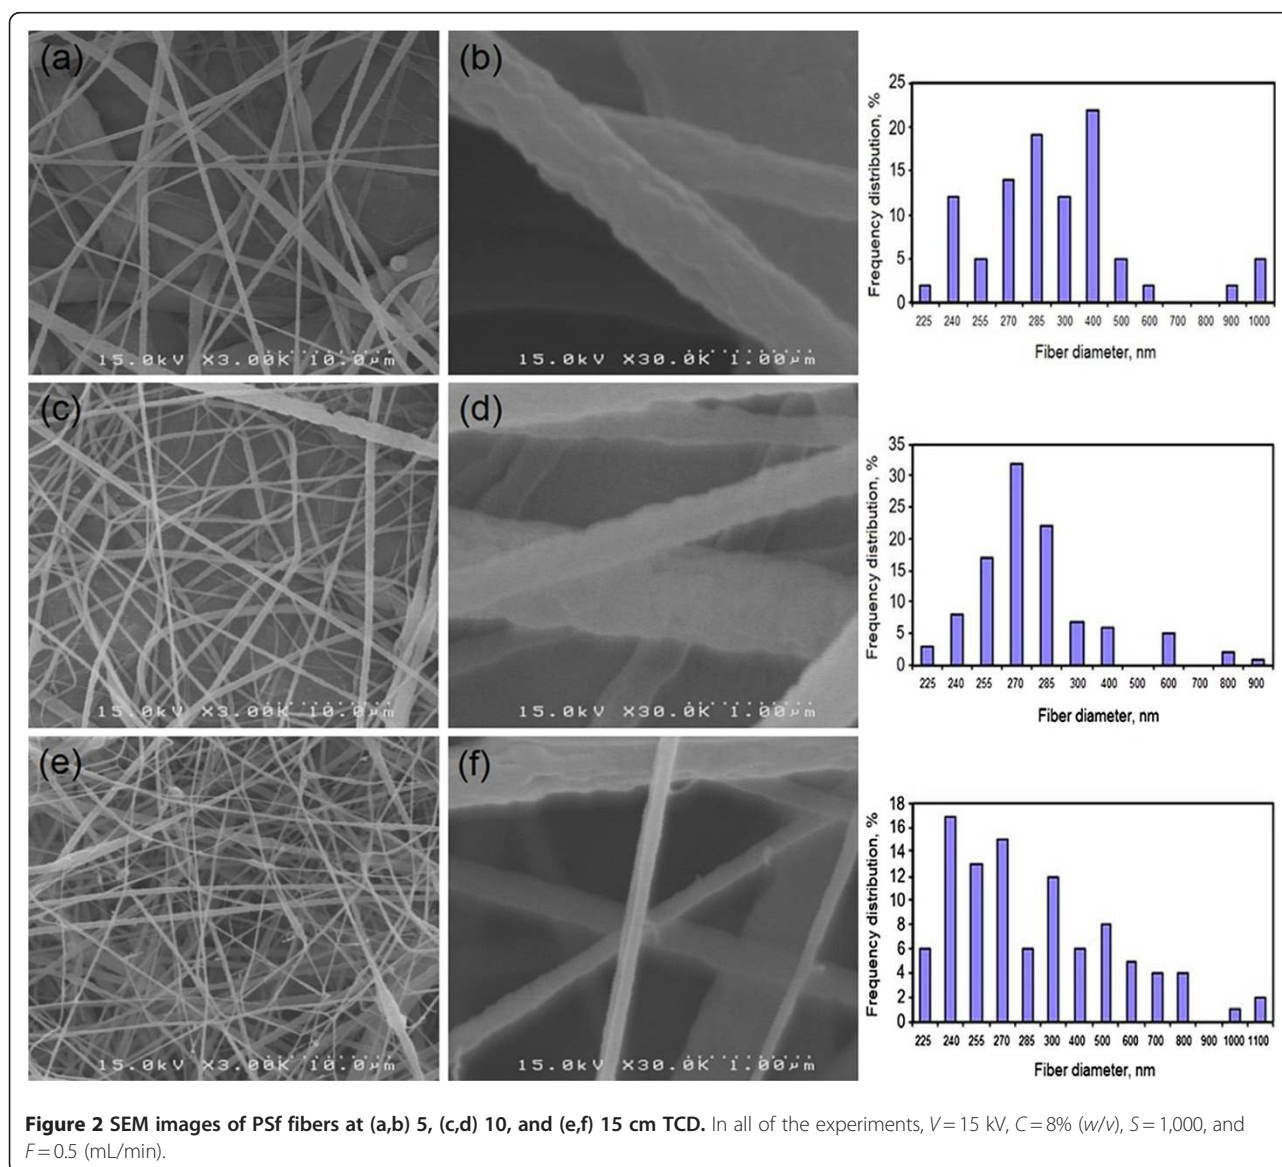 (a)
15.0kV X3.00K 10.0µm
(b)
15.0kV X30.0K 1.00µm
Frequency distribution, %
25
20
15
10
5
0
225 240 255 270 285 300 400 500 600 700 800 900 1000
Fiber diameter, nm
(c)
15.0kV X3.00K 10.0µm
(d)
15.0kV X30.0K 1.00µm
Frequency distribution, %
35
30
25
20
15
10
5
0
225 240 255 270 285 300 400 500 600 700 800 900
Fiber diameter, nm
(e)
15.0kV X3.00K 10.0µm
(f)
15.0kV X30.0K 1.00µm
Frequency distribution, %
18
16
14
12
10
8
6
4
2
0
225 240 255 270 285 300 400 500 600 700 800 900 1000 1100
Fiber diameter, nm
Figure 2 SEM images of PSf fibers at (a,b) 5, (c,d) 10, and (e,f) 15 cm TCD. In all of the experiments, V = 15 kV, C = 8% (w/v), S = 1,000, and
F = 0.5 (mL/min).